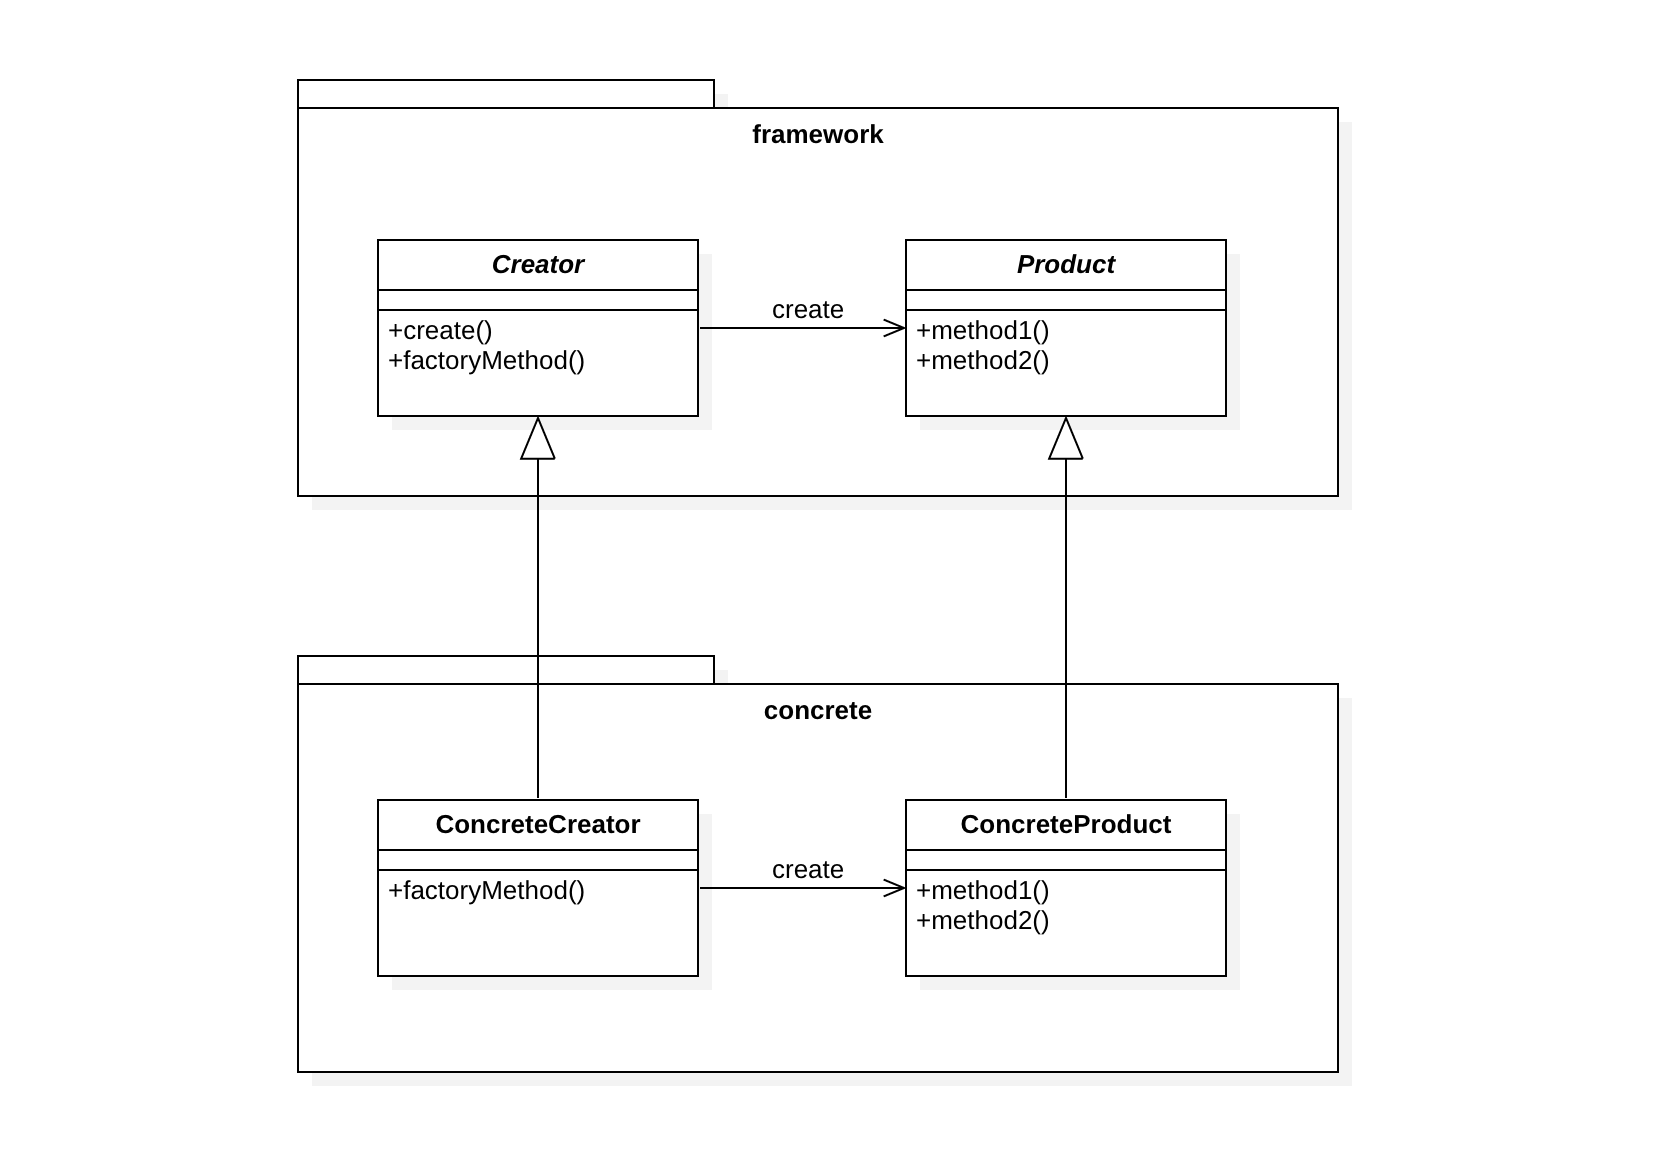 framework
Creator
+create()
+factoryMethod()
create
Product
+method1()
+method2()
concrete
ConcreteCreator
+factoryMethod()
create
ConcreteProduct
+method1()
+method2()